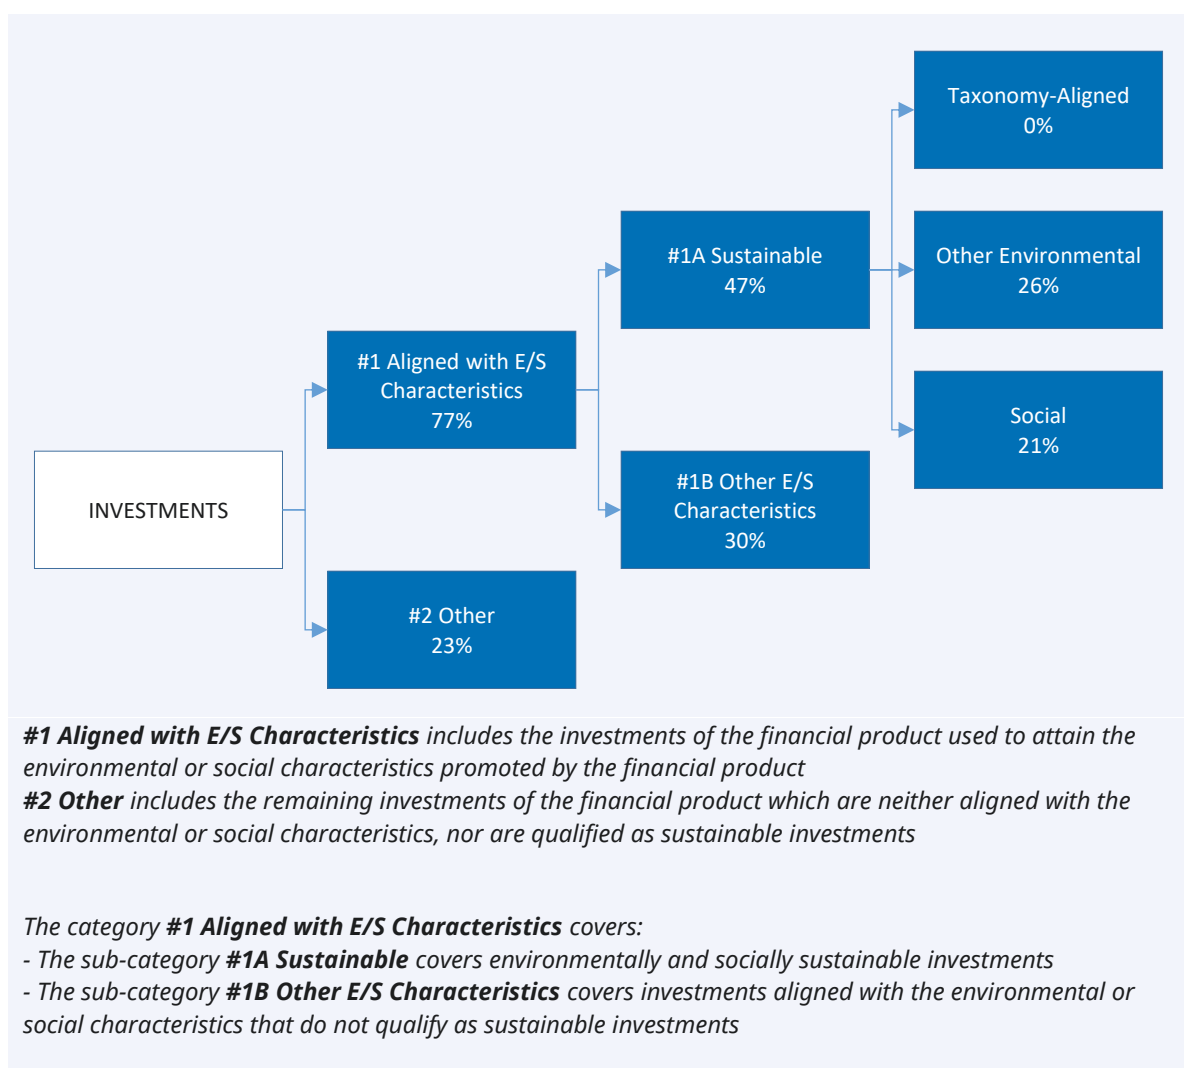 Taxonomy-Aligned
0%
#1A Sustainable
47%
Other Environmental
26%
#1 Aligned with E/S
Characteristics
77%
Social
21%
INVESTMENTS
#1B Other E/S
Characteristics
30%
#2 Other
23%
#1 Aligned with E/S Characteristics includes the investments of the financial product used to attain the
environmental or social characteristics promoted by the financial product
#2 Other includes the remaining investments of the financial product which are neither aligned with the
environmental or social characteristics, nor are qualified as sustainable investments
The category #1 Aligned with E/S Characteristics covers:
- The sub-category #1A Sustainable covers environmentally and socially sustainable investments
- The sub-category #1B Other E/S Characteristics covers investments aligned with the environmental or
social characteristics that do not qualify as sustainable investments